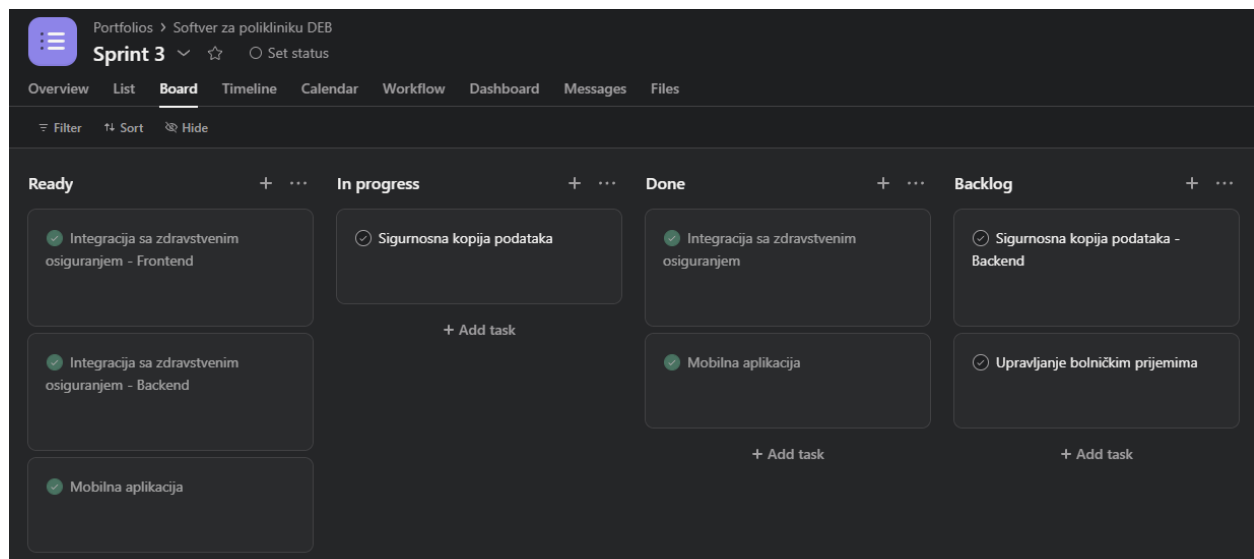 Portfolios > Softver za polikliniku DEB
Sprint 3
Set status
Overview List Board Timeline Calendar Workflow Dashboard Messages Files
Filter Sort Hide
Ready + ...
Integracija sa zdravstvenim
osiguranjem - Frontend
Integracija sa zdravstvenim
osiguranjem - Backend
Mobilna aplikacija
In progress + ...
Sigurnosna kopija podataka
+ Add task
Done + ...
Integracija sa zdravstvenim
osiguranjem
Mobilna aplikacija
+ Add task
Backlog + ...
Sigurnosna kopija podataka -
Backend
Upravljanje bolničkim prijemima
+ Add task